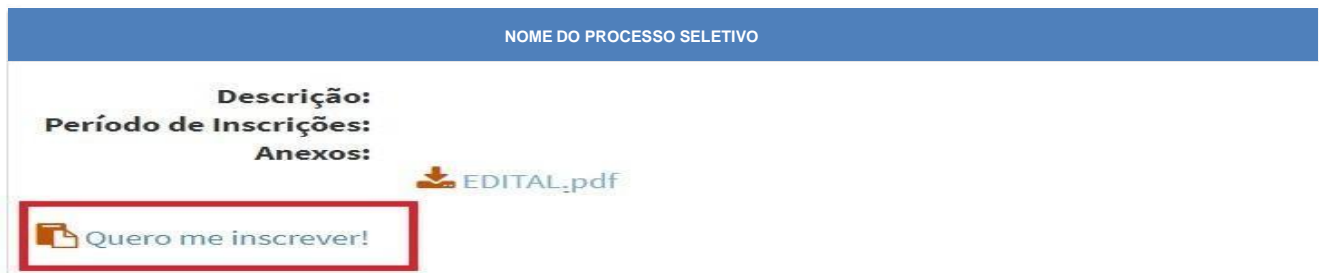 NOME DO PROCESSO SELETIVO
Descrição:
Período de Inscrições:
Anexos:
EDITAL.pdf
Quero me inscrever!